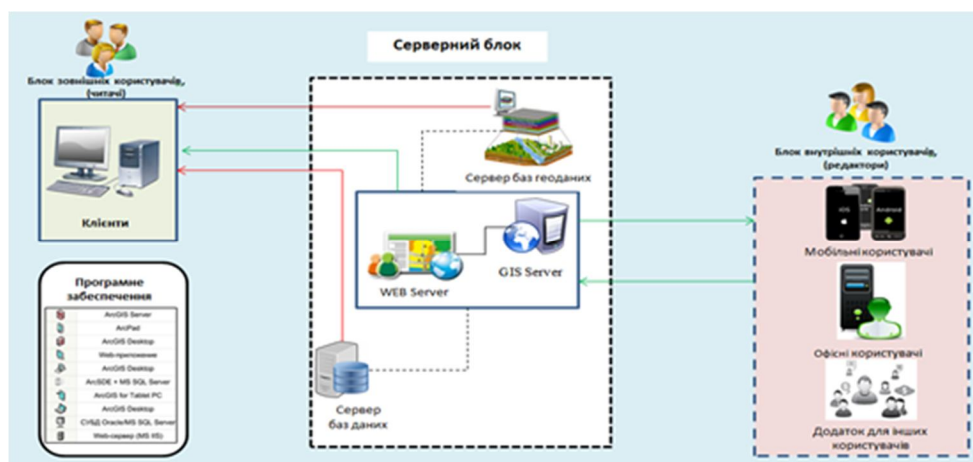 Серверний блок
Блок зовнішніх користувачів,
(читачі)
Клієнти
Програмне
забеспечення
ArcGIS Server
ArcPad
ArcGIS Desktop
Web-приложение
ArcGIS Desktop
ArcSDE + MS SQL Server
ArcGIS for Tablet PC
ArcGIS Desktop
СУБД Oracle/MS SQL Server
Web-сервер (MS IIS)
Сервер баз геоданих
WEB Server
GIS Server
Сервер
баз даних
Блок внутрішніх користувачів,
(редактори)
iOS
Android
Мобільні користувачі
Офісні користувачі
Додаток для інших
користувачів